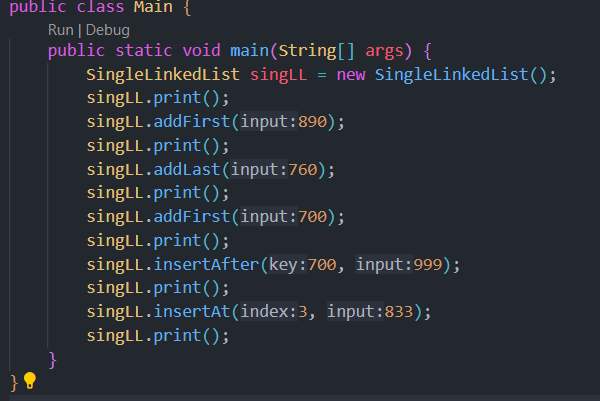 public class Main {
Run | Debug
public static void main(String[] args) {
SingleLinkedList singLL = new SingleLinkedList();
singLL.print();
singLL.addFirst(input:890);
singLL.print();
singLL.addLast(input:760);
singLL.print();
singLL.addFirst(input:700);
singLL.print();
singLL.insertAfter(key:700, input:999);
singLL.print();
singLL.insertAt(index:3, input:833);
singLL.print();
}
}